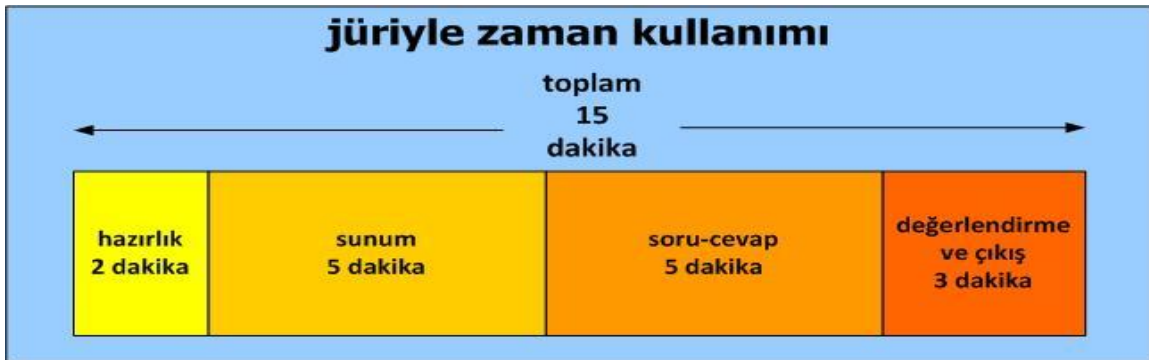 jüriyle zaman kullanımı
toplam
15
dakika
hazırlık
2 dakika
sunum
5 dakika
soru-cevap
5 dakika
değerlendirme
ve çıkış
3 dakika